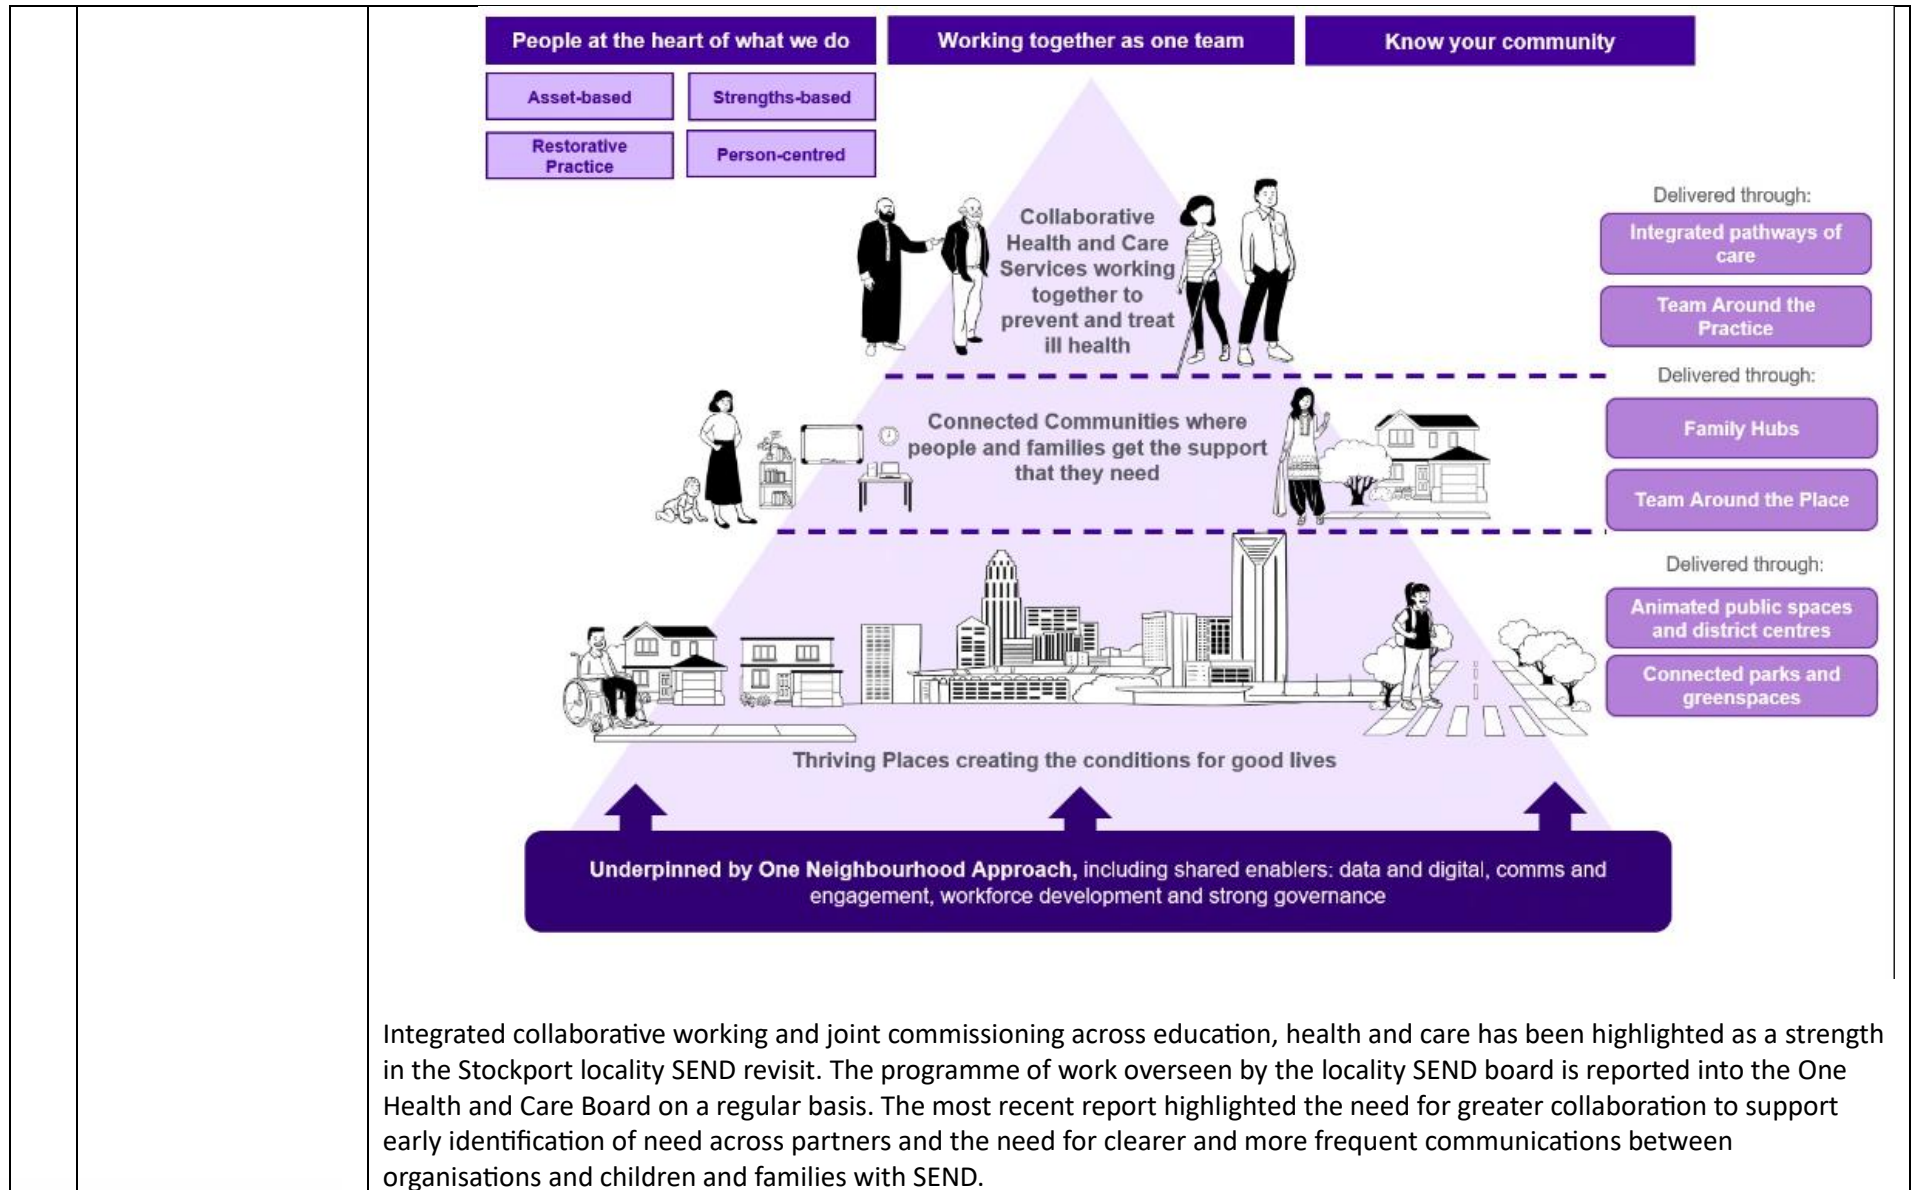 People at the heart of what we do
Working together as one team
Know your community
Asset-based
Strengths-based
Restorative
Practice
Person-centred
Collaborative
Health and Care
Services working
together to
prevent and treat
ill health
Delivered through:
Integrated pathways of
care
Team Around the
Practice
Connected Communities where
people and families get the support
that they need
Delivered through:
Family Hubs
Team Around the Place
Delivered through:
Animated public spaces
and district centres
Connected parks and
greenspaces
Thriving Places creating the conditions for good lives
Underpinned by One Neighbourhood Approach, including shared enablers: data and digital, comms and
engagement, workforce development and strong governance
Integrated collaborative working and joint commissioning across education, health and care has been highlighted as a strength
in the Stockport locality SEND revisit. The programme of work overseen by the locality SEND board is reported into the One
Health and Care Board on a regular basis. The most recent report highlighted the need for greater collaboration to support
early identification of need across partners and the need for clearer and more frequent communications between
organisations and children and families with SEND.